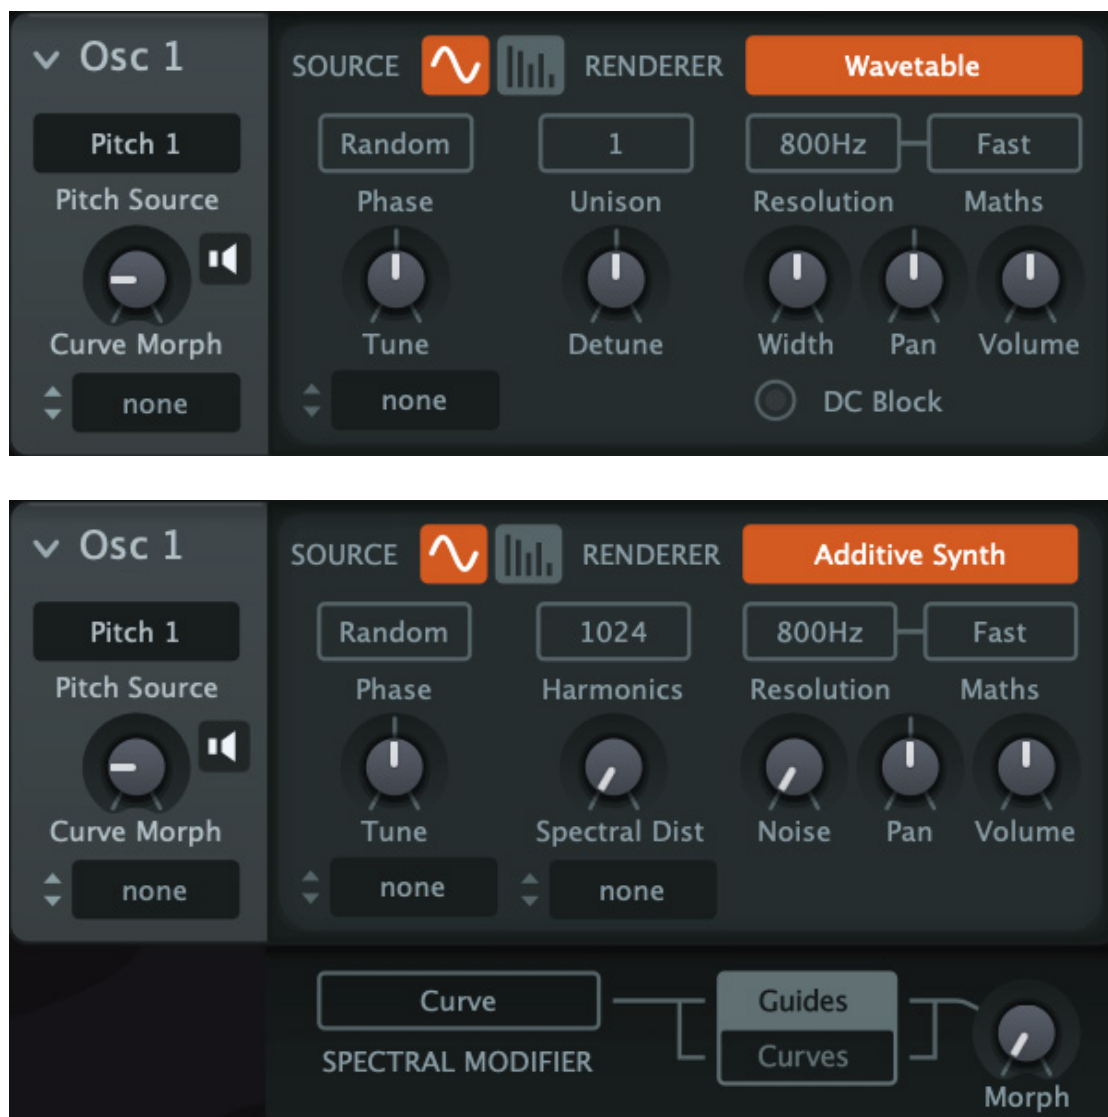 Osc 1
SOURCE RENDERER Wavetable
Pitch 1 Random 1 800Hz Fast
Pitch Source Phase Unison Resolution Maths
Curve Morph Tune Detune Width Pan Volume
none none DC Block
Osc 1
SOURCE RENDERER Additive Synth
Pitch 1 Random 1024 800Hz Fast
Pitch Source Phase Harmonics Resolution Maths
Curve Morph Tune Spectral Dist Noise Pan Volume
none none none
Curve Guides
SPECTRAL MODIFIER Curves
Morph